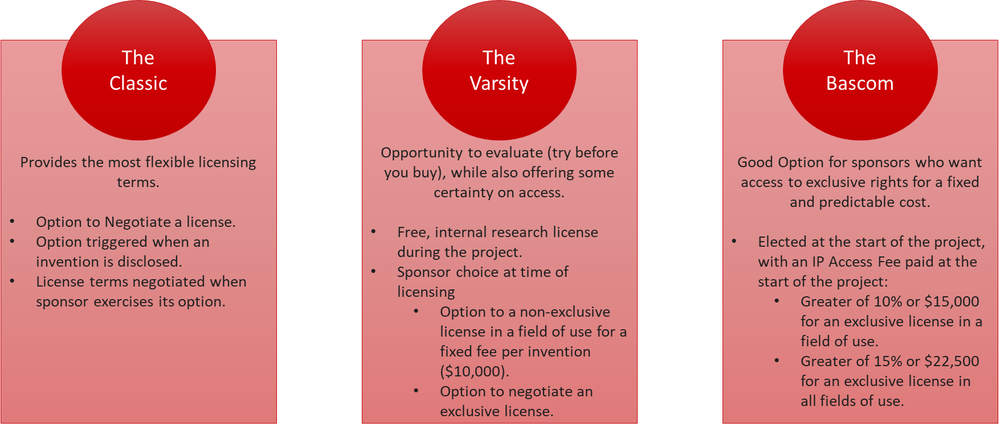 The
Classic
Provides the most flexible licensing
terms.
• Option to Negotiate a license.
• Option triggered when an
invention is disclosed.
• License terms negotiated when
sponsor exercises its option.
The
Varsity
Opportunity to evaluate (try before
you buy), while also offering some
certainty on access.
• Free, internal research license
during the project.
• Sponsor choice at time of
licensing
• Option to a non-exclusive
license in a field of use for a
fixed fee per invention
($10,000).
• Option to negotiate an
exclusive license.
The
Bascom
Good Option for sponsors who want
access to exclusive rights for a fixed
and predictable cost.
• Elected at the start of the project,
with an IP Access Fee paid at the
start of the project:
• Greater of 10% or $15,000
for an exclusive license in a
field of use.
• Greater of 15% or $22,500
for an exclusive license in
all fields of use.